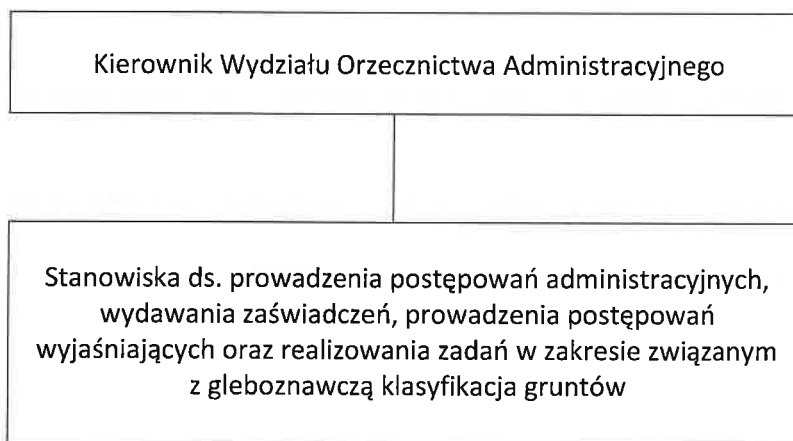 Kierownik Wydziału Orzecznictwa Administracyjnego
Stanowiska ds. prowadzenia postępowań administracyjnych,
wydawania zaświadczeń, prowadzenia postępowań
wyjaśniających oraz realizowania zadań w zakresie związanym
z gleboznawczą klasyfikacja gruntów